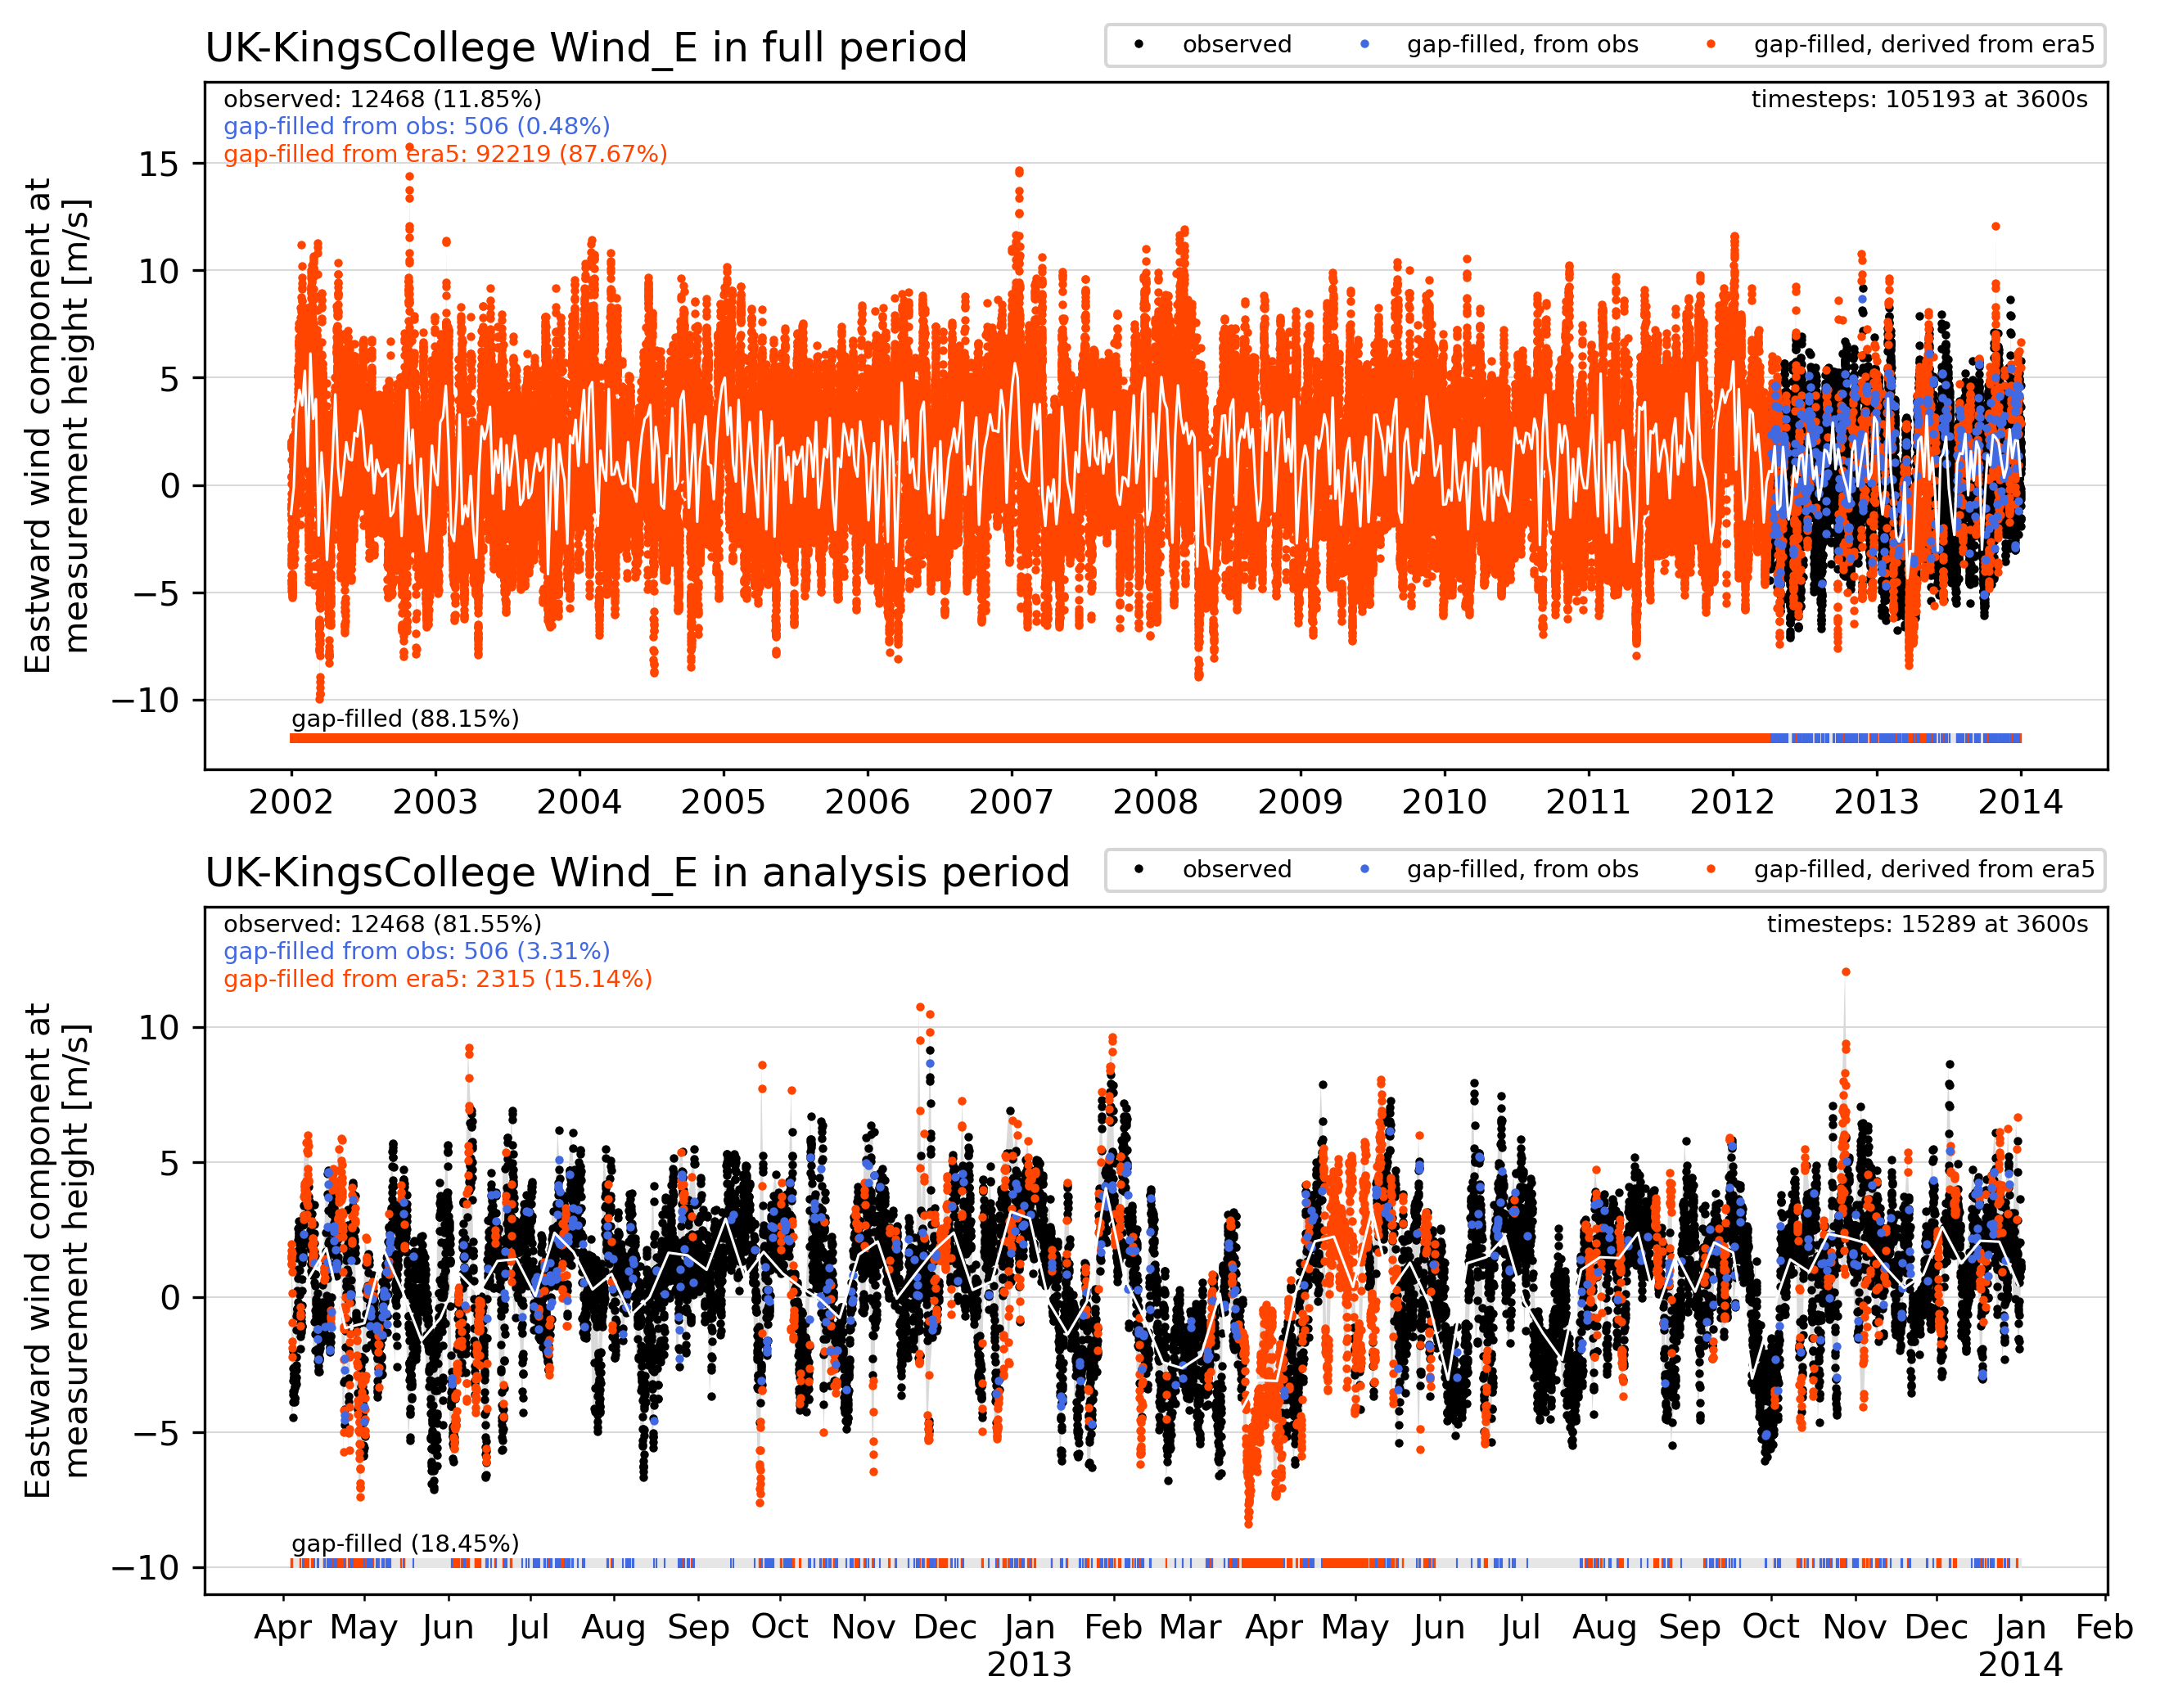 UK-KingsCollege Wind_E in full period
observed
gap-filled, from obs
gap-filled, derived from era5
observed: 12468 (11.85%)
timesteps: 105193 at 3600s
gap-filled from obs: 506 (0.48%)
gap-filled from era5: 92219 (87.67%)
Eastward wind component at
measurement height [m/s]
15
10
5
0
−5
−10
gap-filled (88.15%)
2002 2003 2004 2005 2006 2007 2008 2009 2010 2011 2012 2013 2014
UK-KingsCollege Wind_E in analysis period
observed
gap-filled, from obs
gap-filled, derived from era5
observed: 12468 (81.55%)
timesteps: 15289 at 3600s
gap-filled from obs: 506 (3.31%)
gap-filled from era5: 2315 (15.14%)
Eastward wind component at
measurement height [m/s]
10
5
0
−5
−10
gap-filled (18.45%)
Apr May Jun Jul Aug Sep Oct Nov Dec Jan Feb Mar Apr May Jun Jul Aug Sep Oct Nov Dec Jan Feb
2013 2014